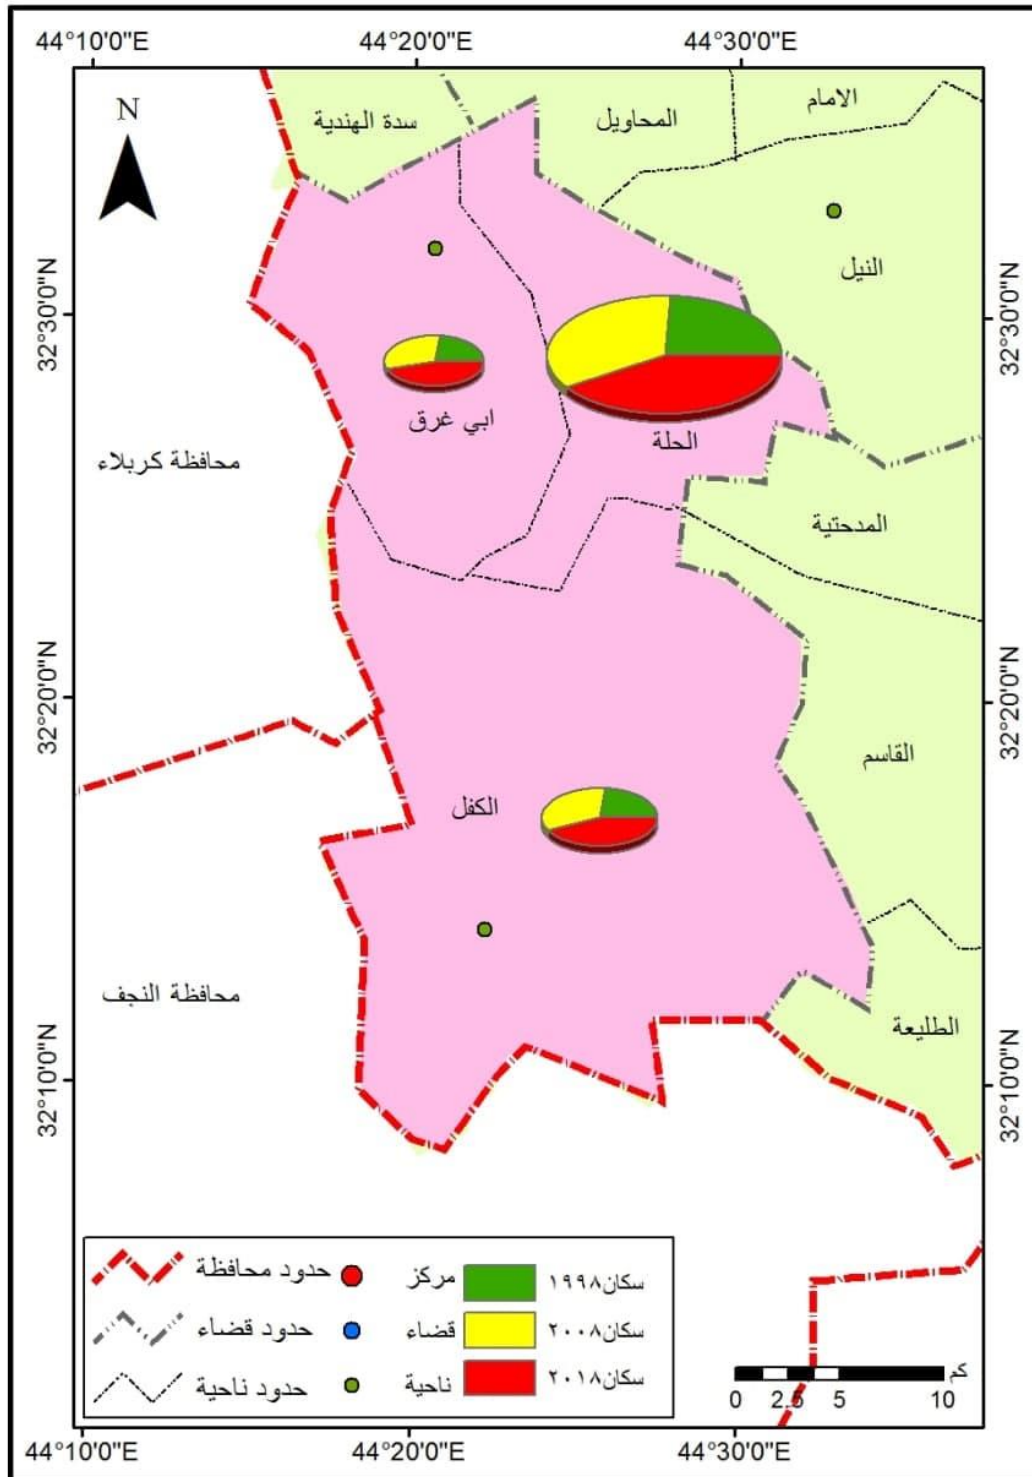 44°10'0"E 44°20'0"E 44°30'0"E
N
سدة الهندية
المحاويل
الامام
النيل
32°30'0"N
32°30'0"N
ابي غرق
الحلة
محافظة كربلاء
المدحتية
32°20'0"N
32°20'0"N
القاسم
الكفل
محافظة النجف
الطليعة
32°10'0"N
32°10'0"N
حدود محافظة
مركز
سكان١٩٩٨
حدود قضاء
قضاء
سكان٢٠٠٨
حدود ناحية
ناحية
سكان٢٠١٨
كم
0 2.5 5 10
44°10'0"E 44°20'0"E 44°30'0"E